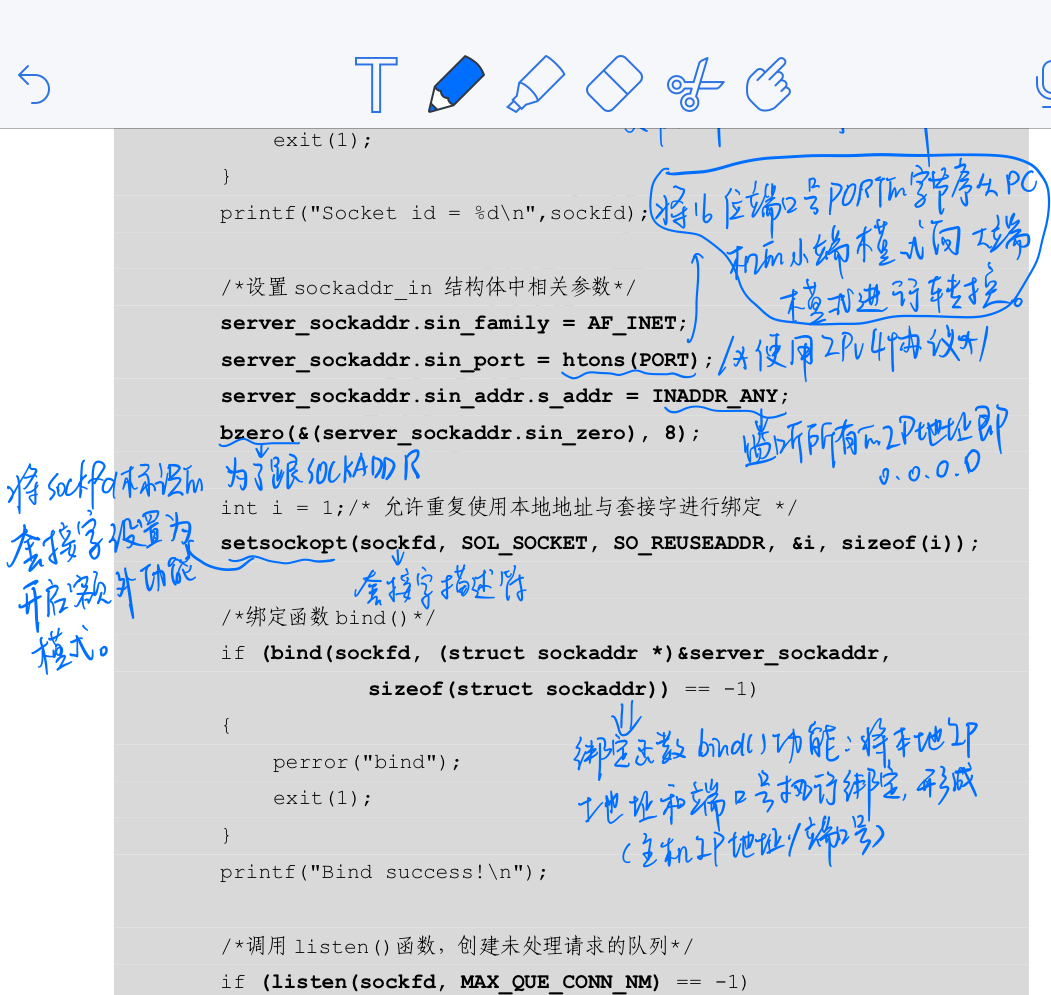 T
exit(1);
}
printf("Socket id = %d\n",sockfd);
将16位端口号PORT的字节序从PC
机的小端模式向大端
模式进行转换。
/*设置 sockaddr_in 结构体中相关参数*/
server_sockaddr.sin_family = AF_INET;
/*使用IPv4协议*/
server_sockaddr.sin_port = htons(PORT);
server_sockaddr.sin_addr.s_addr = INADDR_ANY;
bzero(&(server_sockaddr.sin_zero), 8);
监听所有的IP地址即
0.0.0.0
为了跟SOCKADDR
将sockfd标识的
套接字设置为
开启额外功能
模式。
int i = 1;/* 允许重复使用本地地址与套接字进行绑定 */
setsockopt(sockfd, SOL_SOCKET, SO_REUSEADDR, &i, sizeof(i));
套接字描述符
/*绑定函数 bind()*/
if (bind(sockfd, (struct sockaddr *)&server_sockaddr,
sizeof(struct sockaddr)) == -1)
{
绑定函数bind()功能:将本地IP
地址和端口号进行绑定,形成
(主机IP地址/端口号)
perror("bind");
exit(1);
}
printf("Bind success!\n");
/*调用 listen()函数，创建未处理请求的队列*/
if (listen(sockfd, MAX_QUE_CONN_NM) == -1)